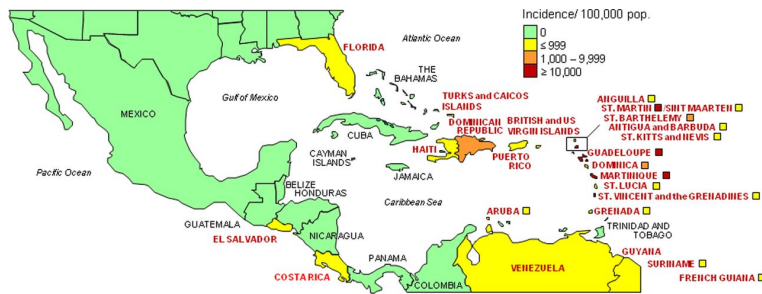 Incidence/ 100,000 pop.
0
≤ 999
1,000 – 9,999
≥ 10,000
FLORIDA
Atlantic Ocean
THE
BAHAMAS
Gulf of Mexico
MEXICO
TURKS and CAICOS
ISLANDS
ANGUILLA
ST. MARTIN /SINT MAARTEN
ST. BARTHELEMY
ANTIGUA and BARBUDA
ST. KITTS and NEVIS
DOMINICAN
REPUBLIC
BRITISH and US
VIRGIN ISLANDS
CUBA
HAITI
CAYMAN
ISLANDS
PUERTO
RICO
GUADELOUPE
DOMINICA
MARTINIQUE
ST. LUCIA
ST. VINCENT and the GRENADINES
Pacific Ocean
JAMAICA
BELIZE
HONDURAS
Caribbean Sea
ARUBA
GRENADA
GUATEMALA
TRINIDAD AND
TOBAGO
EL SALVADOR
NICARAGUA
PANAMA
GUYANA
COSTA RICA
VENEZUELA
SURINAME
COLOMBIA
FRENCH GUIANA